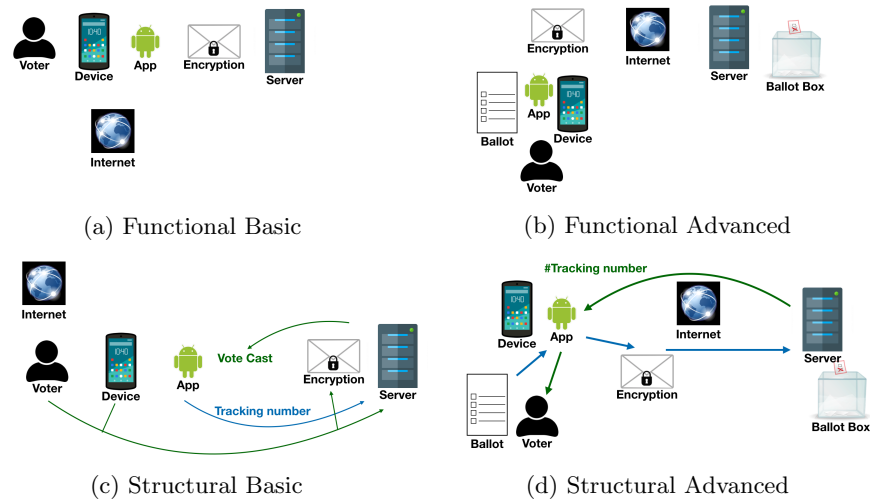 Voter
Device
App
Encryption
Server
Internet
(a) Functional Basic
Encryption
Internet
Server
Ballot Box
Ballot
App
Device
Voter
(b) Functional Advanced
Internet
Voter
Device
App
Vote Cast
Encryption
Server
Tracking number
(c) Structural Basic
#Tracking number
Device
App
Internet
Server
Encryption
Ballot
Voter
Ballot Box
(d) Structural Advanced